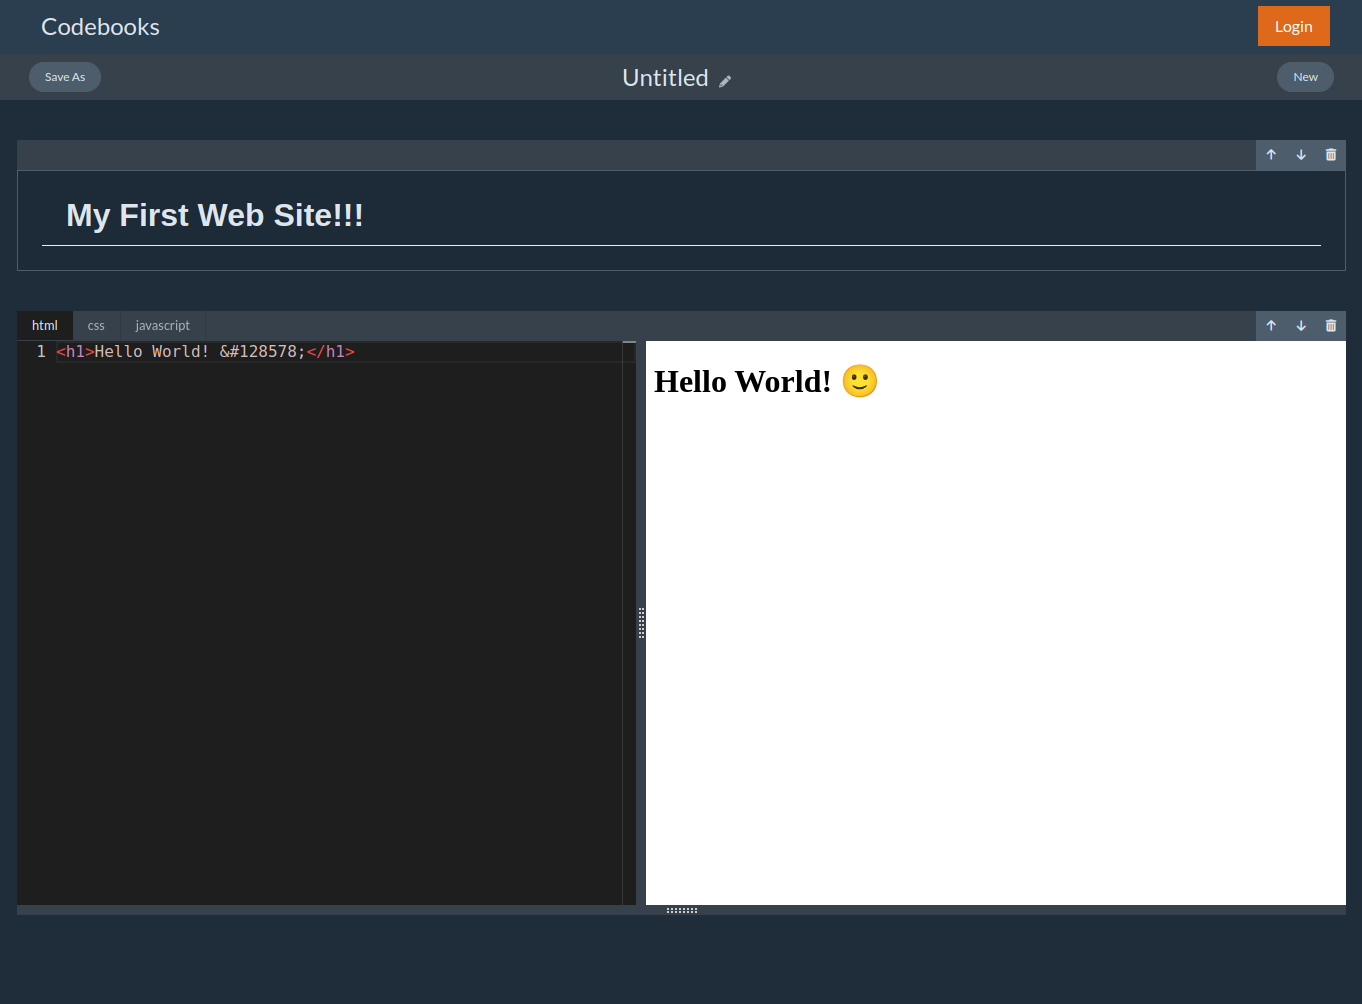 Codebooks
Login
Save As
Untitled
New
My First Web Site!!!
html css javascript
1 <h1>Hello World! &#128578;</h1>
Hello World! 🙂